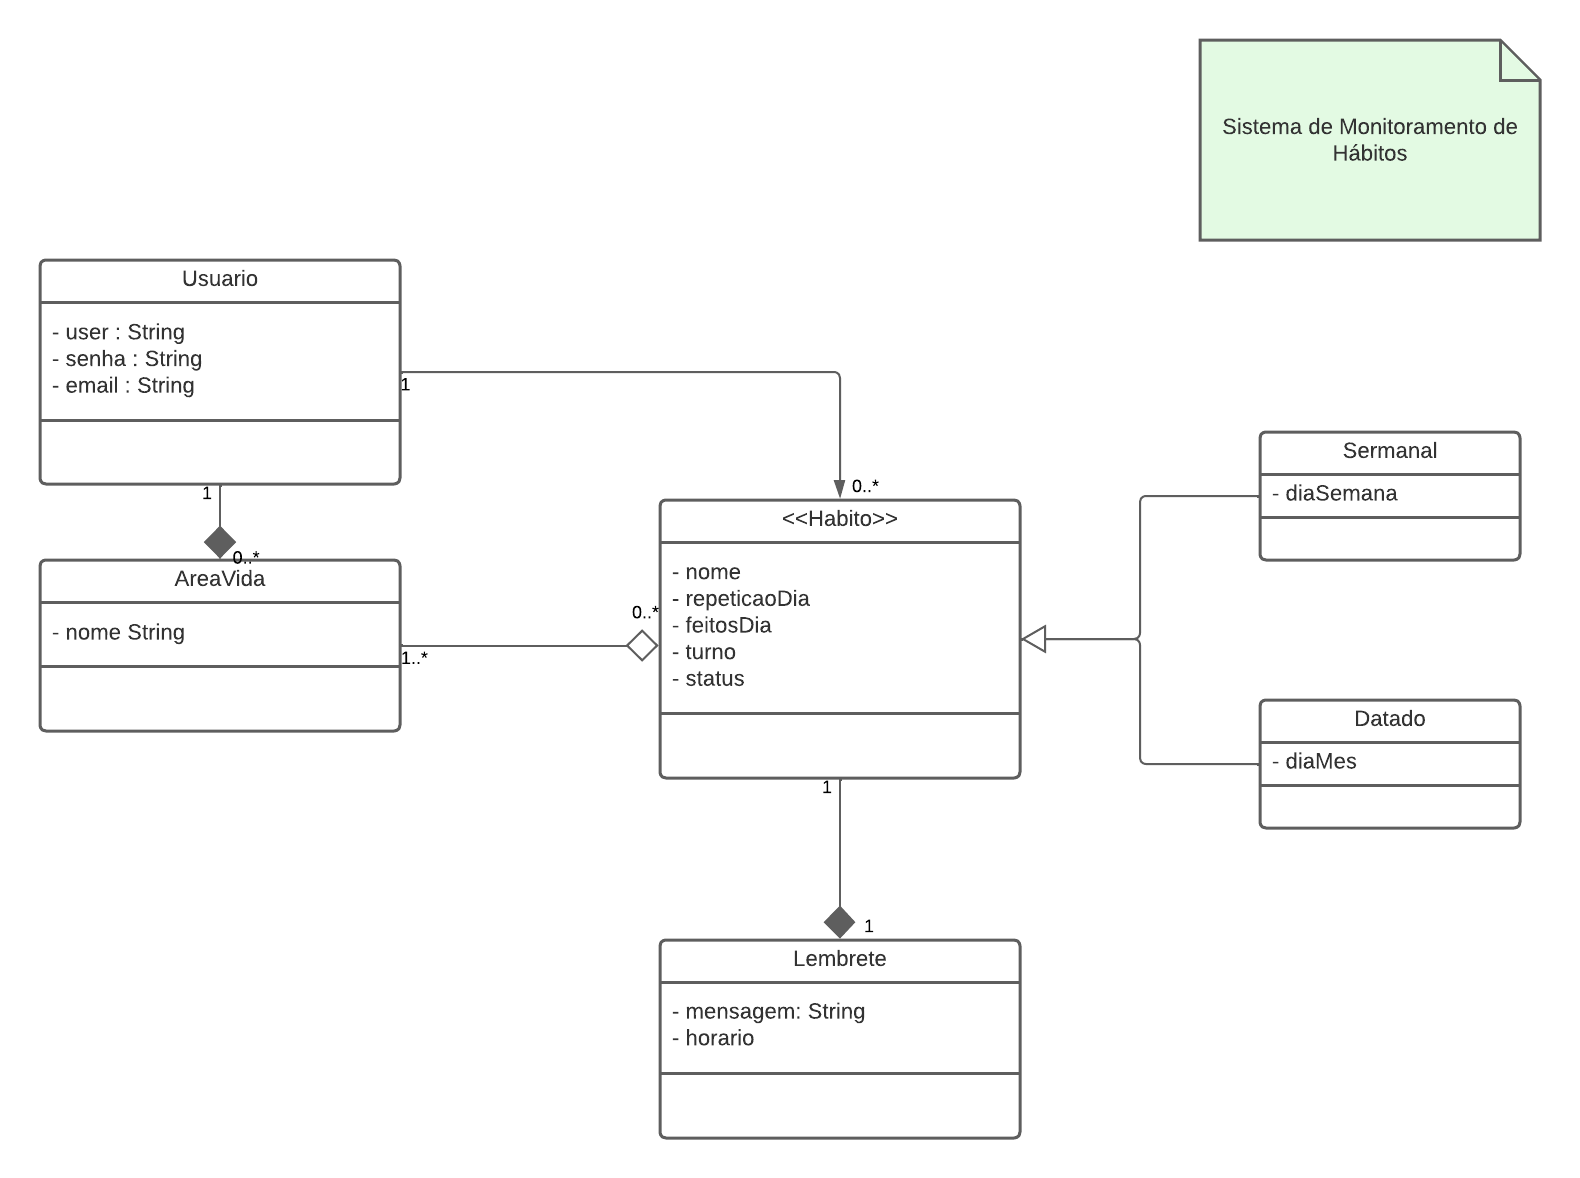 Sistema de Monitoramento de
Hábitos
Usuario
- user : String
- senha : String
- email : String
1
0..*
1
0..*
AreaVida
- nome String
1..*
0..*
<<Habito>>
- nome
- repeticaoDia
- feitosDia
- turno
- status
1
Sermanal
- diaSemana
Datado
- diaMes
1
Lembrete
- mensagem: String
- horario